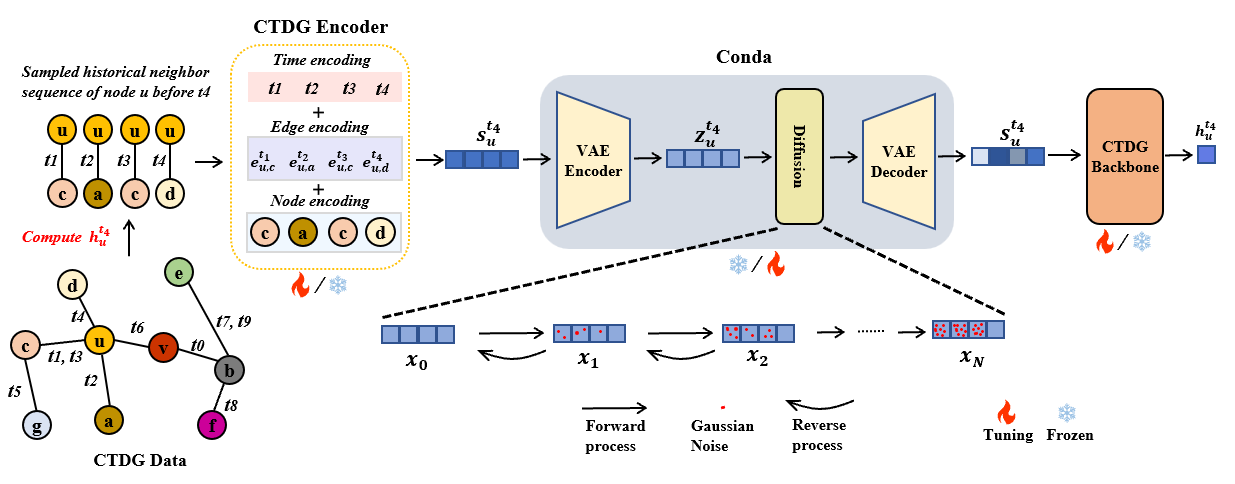 CTDG Encoder
Time encoding
t1 t2 t3 t4
+
Edge encoding
e_{u,c}^{t_1} e_{u,a}^{t_2} e_{u,c}^{t_3} e_{u,d}^{t_4}
+
Node encoding
c a c d
Sampled historical neighbor
sequence of node u before t4
u u u u
t1 t2 t3 t4
c a c d
Compute h_u^{t_4}
d
e
t4
t6
t7, t9
c
u
v
t0
b
t1, t3
t5
t2
t8
g
a
f
CTDG Data
S_u^{t_4}
Conda
VAE
Encoder
Z_u^{t_4}
Diffusion
VAE
Decoder
S_u^{t_4}
CTDG
Backbone
h_u^{t_4}
/
/
/
x_0
x_1
x_2
......
x_N
Forward
process
Gaussian
Noise
Reverse
process
Tuning
Frozen